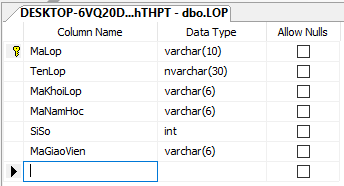 DESKTOP-6VQ20D...hTHPT - dbo.LOP
Column Name Data Type Allow Nulls
MaLop varchar(10)
TenLop nvarchar(30)
MaKhoiLop varchar(6)
MaNamHoc varchar(6)
SiSo int
MaGiaoVien varchar(6)